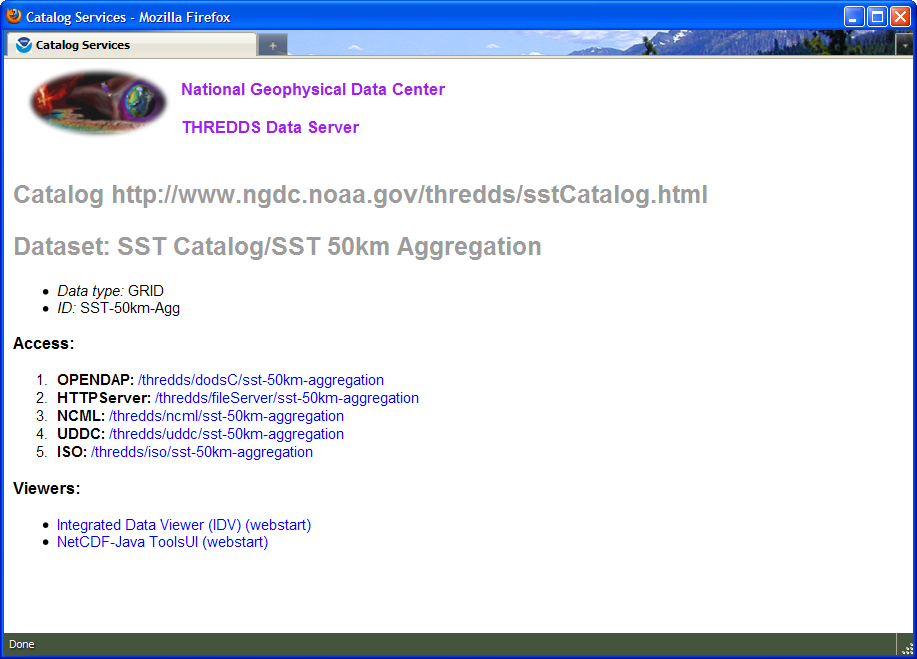 Catalog Services - Mozilla Firefox
Catalog Services
National Geophysical Data Center
THREDDS Data Server
Catalog http://www.ngdc.noaa.gov/thredds/sstCatalog.html
Dataset: SST Catalog/SST 50km Aggregation
• Data type: GRID
• ID: SST-50km-Agg
Access:
1. OPENDAP: /thredds/dodsC/sst-50km-aggregation
2. HTTPServer: /thredds/fileServer/sst-50km-aggregation
3. NCML: /thredds/ncml/sst-50km-aggregation
4. UDDC: /thredds/uddc/sst-50km-aggregation
5. ISO: /thredds/iso/sst-50km-aggregation
Viewers:
• Integrated Data Viewer (IDV) (webstart)
• NetCDF-Java ToolsUI (webstart)
Done